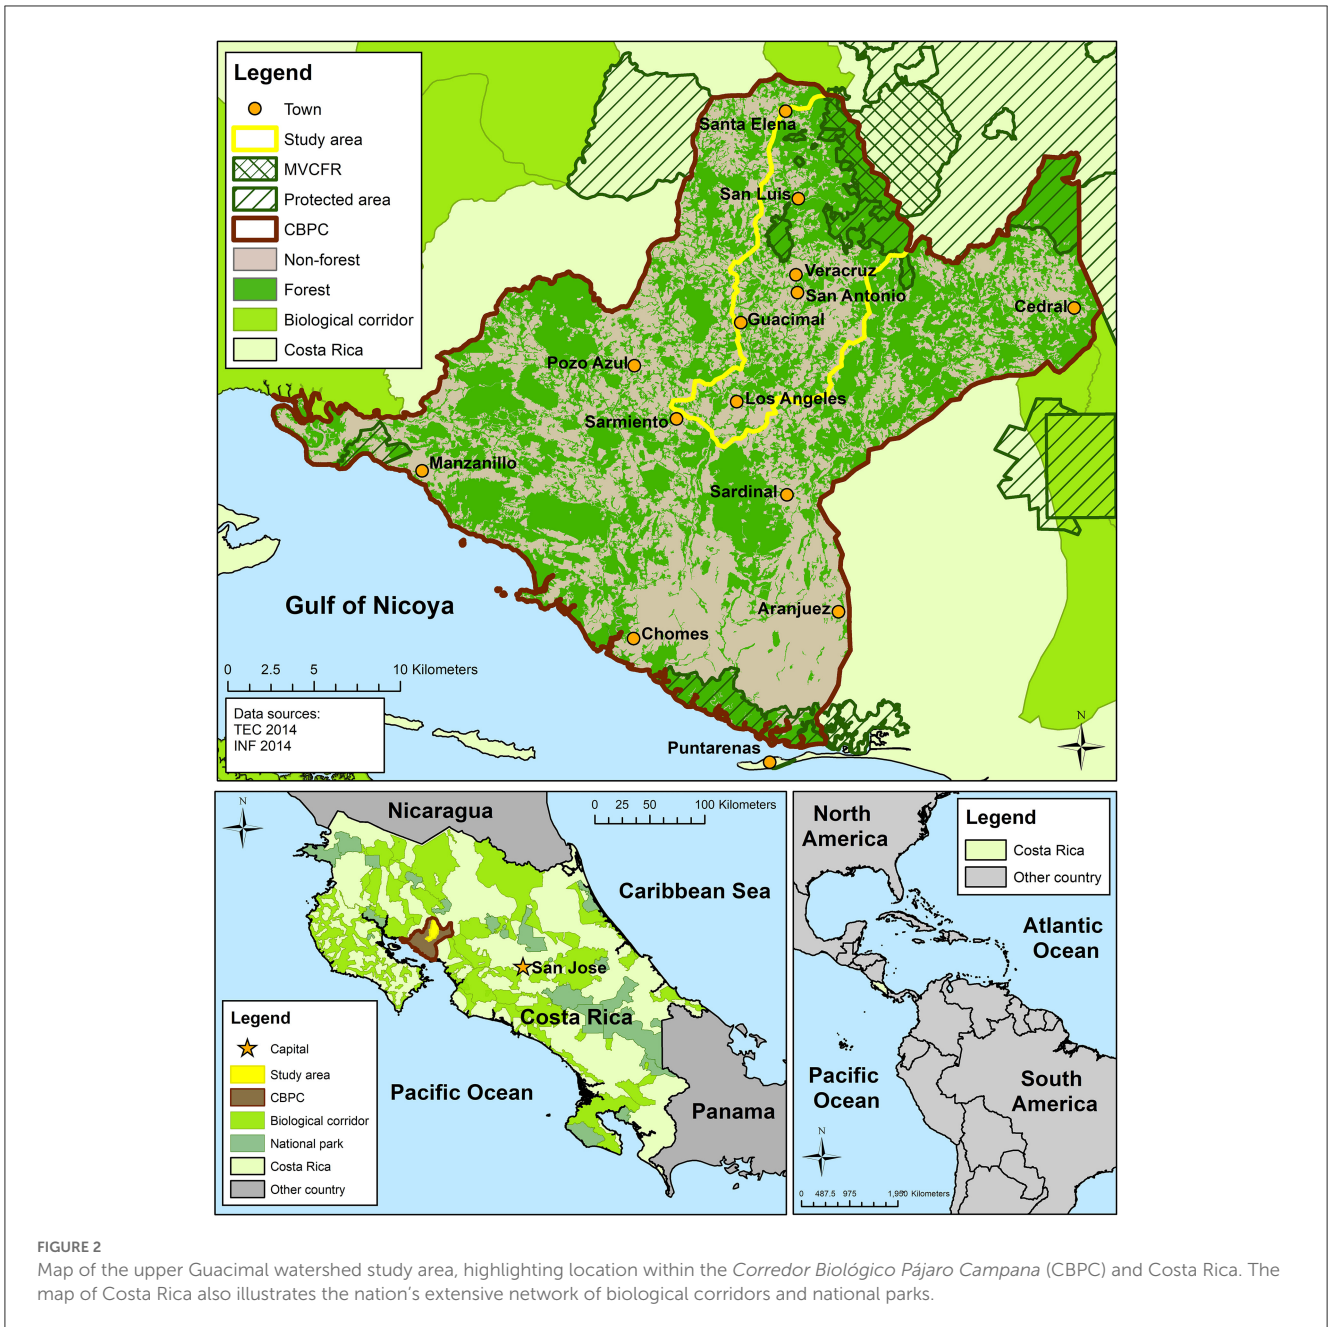 Legend
Town
Study area
MVCFR
Protected area
CBPC
Non-forest
Forest
Biological corridor
Costa Rica
Santa Elena
San Luis
Veracruz
San Antonio
Cedral
Guacimal
Pozo Azul
Los Angeles
Sarmiento
Manzanillo
Sardinal
Gulf of Nicoya
Aranjuez
Chomes
0 2.5 5 10 Kilometers
Data sources:
TEC 2014
INF 2014
N
Puntarenas
N
Nicaragua
0 25 50 100 Kilometers
Caribbean Sea
San Jose
Costa Rica
Legend
Capital
Study area
CBPC
Biological corridor
National park
Costa Rica
Other country
Pacific Ocean
Panama
North
America
Legend
Costa Rica
Other country
Atlantic
Ocean
Pacific
Ocean
South
America
N
0 487.5 975 1,950 Kilometers
FIGURE 2
Map of the upper Guacimal watershed study area, highlighting location within the Corredor Biológico Pájaro Campana (CBPC) and Costa Rica. The
map of Costa Rica also illustrates the nation's extensive network of biological corridors and national parks.